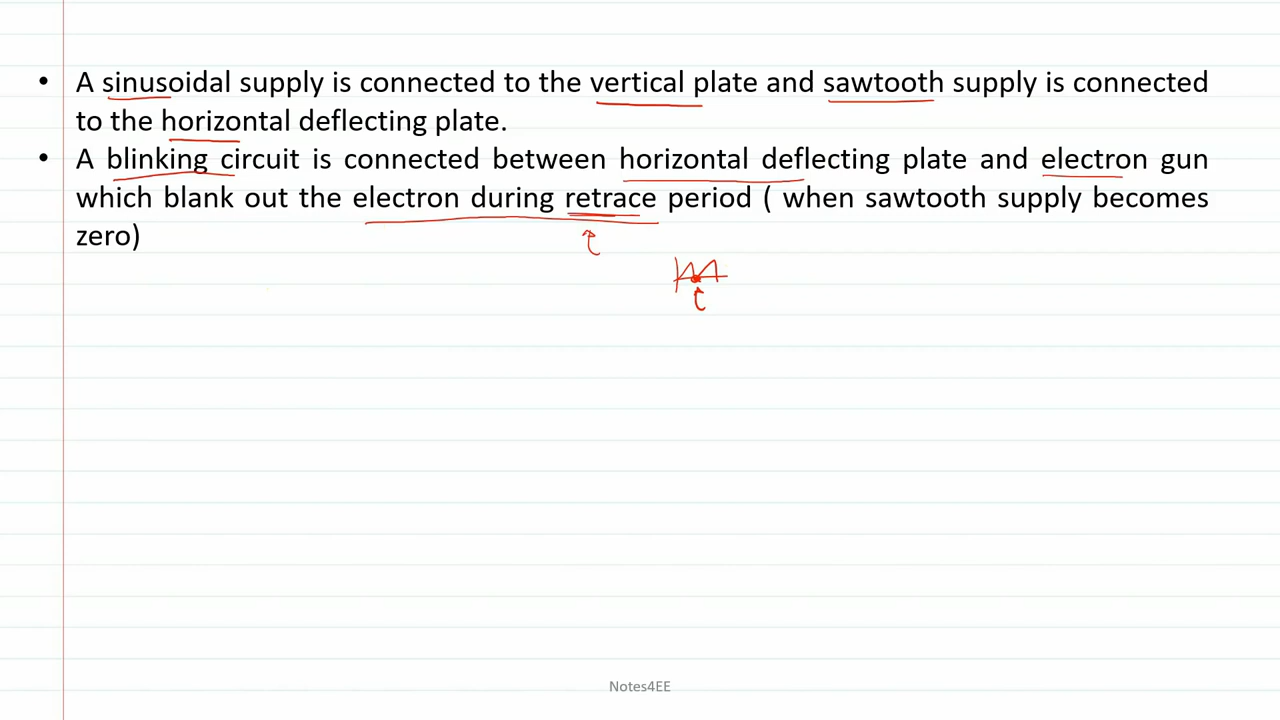 • A sinusoidal supply is connected to the vertical plate and sawtooth supply is connected
to the horizontal deflecting plate.
• A blinking circuit is connected between horizontal deflecting plate and electron gun
which blank out the electron during retrace period ( when sawtooth supply becomes
zero)
Notes4EE